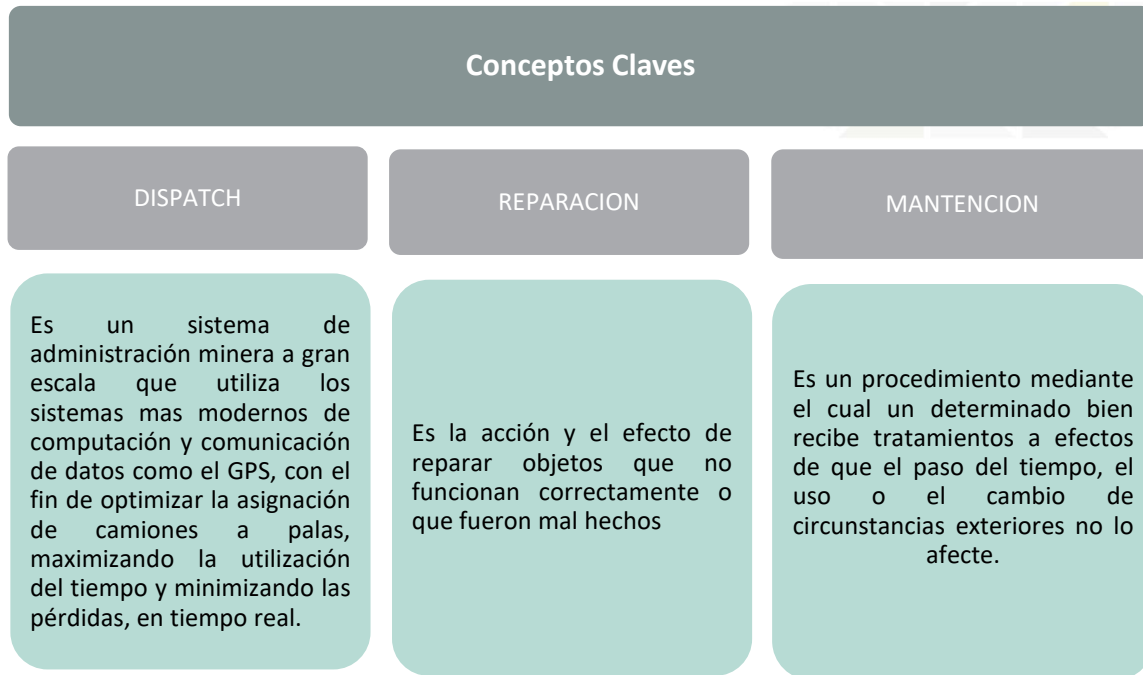 Conceptos Claves
DISPATCH
Es un sistema de
administración minera a gran
escala que utiliza los
sistemas mas modernos de
computación y comunicación
de datos como el GPS, con el
fin de optimizar la asignación
de camiones a palas,
maximizando la utilización
del tiempo y minimizando las
pérdidas, en tiempo real.
REPARACION
Es la acción y el efecto de
reparar objetos que no
funcionan correctamente o
que fueron mal hechos
MANTENCION
Es un procedimiento mediante
el cual un determinado bien
recibe tratamientos a efectos
de que el paso del tiempo, el
uso o el cambio de
circunstancias exteriores no lo
afecte.